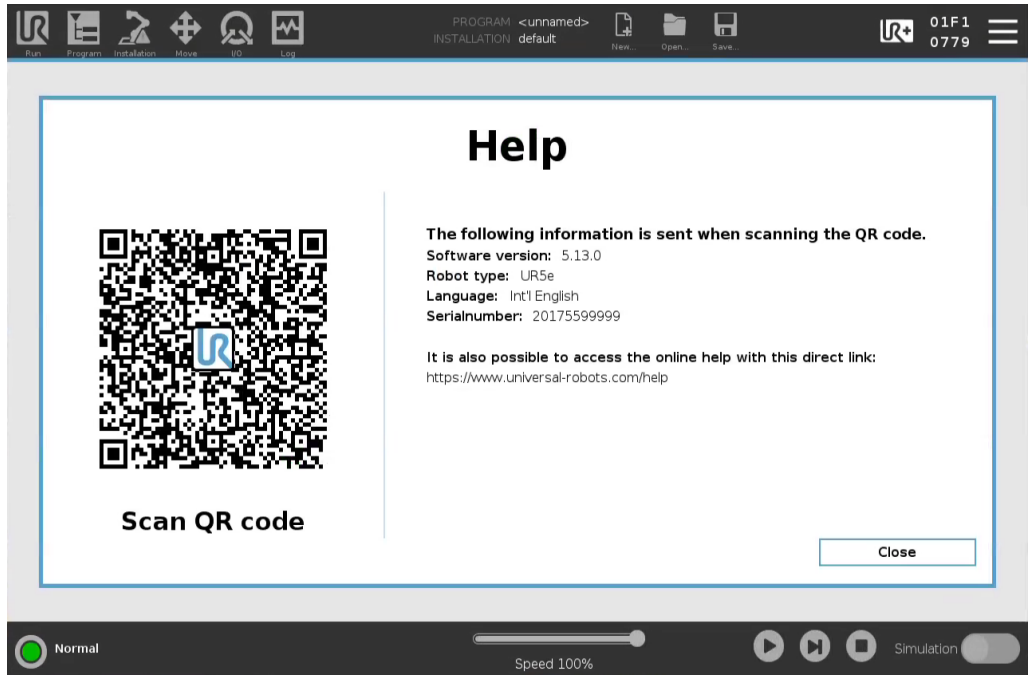 PROGRAM <unnamed>
INSTALLATION default
Run Program Installation Move I/O Log
New... Open... Save...
UR+
01F1
0779
Help
The following information is sent when scanning the QR code.
Software version: 5.13.0
Robot type: UR5e
Language: Int'l English
Serialnumber: 20175599999
It is also possible to access the online help with this direct link:
https://www.universal-robots.com/help
Scan QR code
Close
Normal
Speed 100%
Simulation